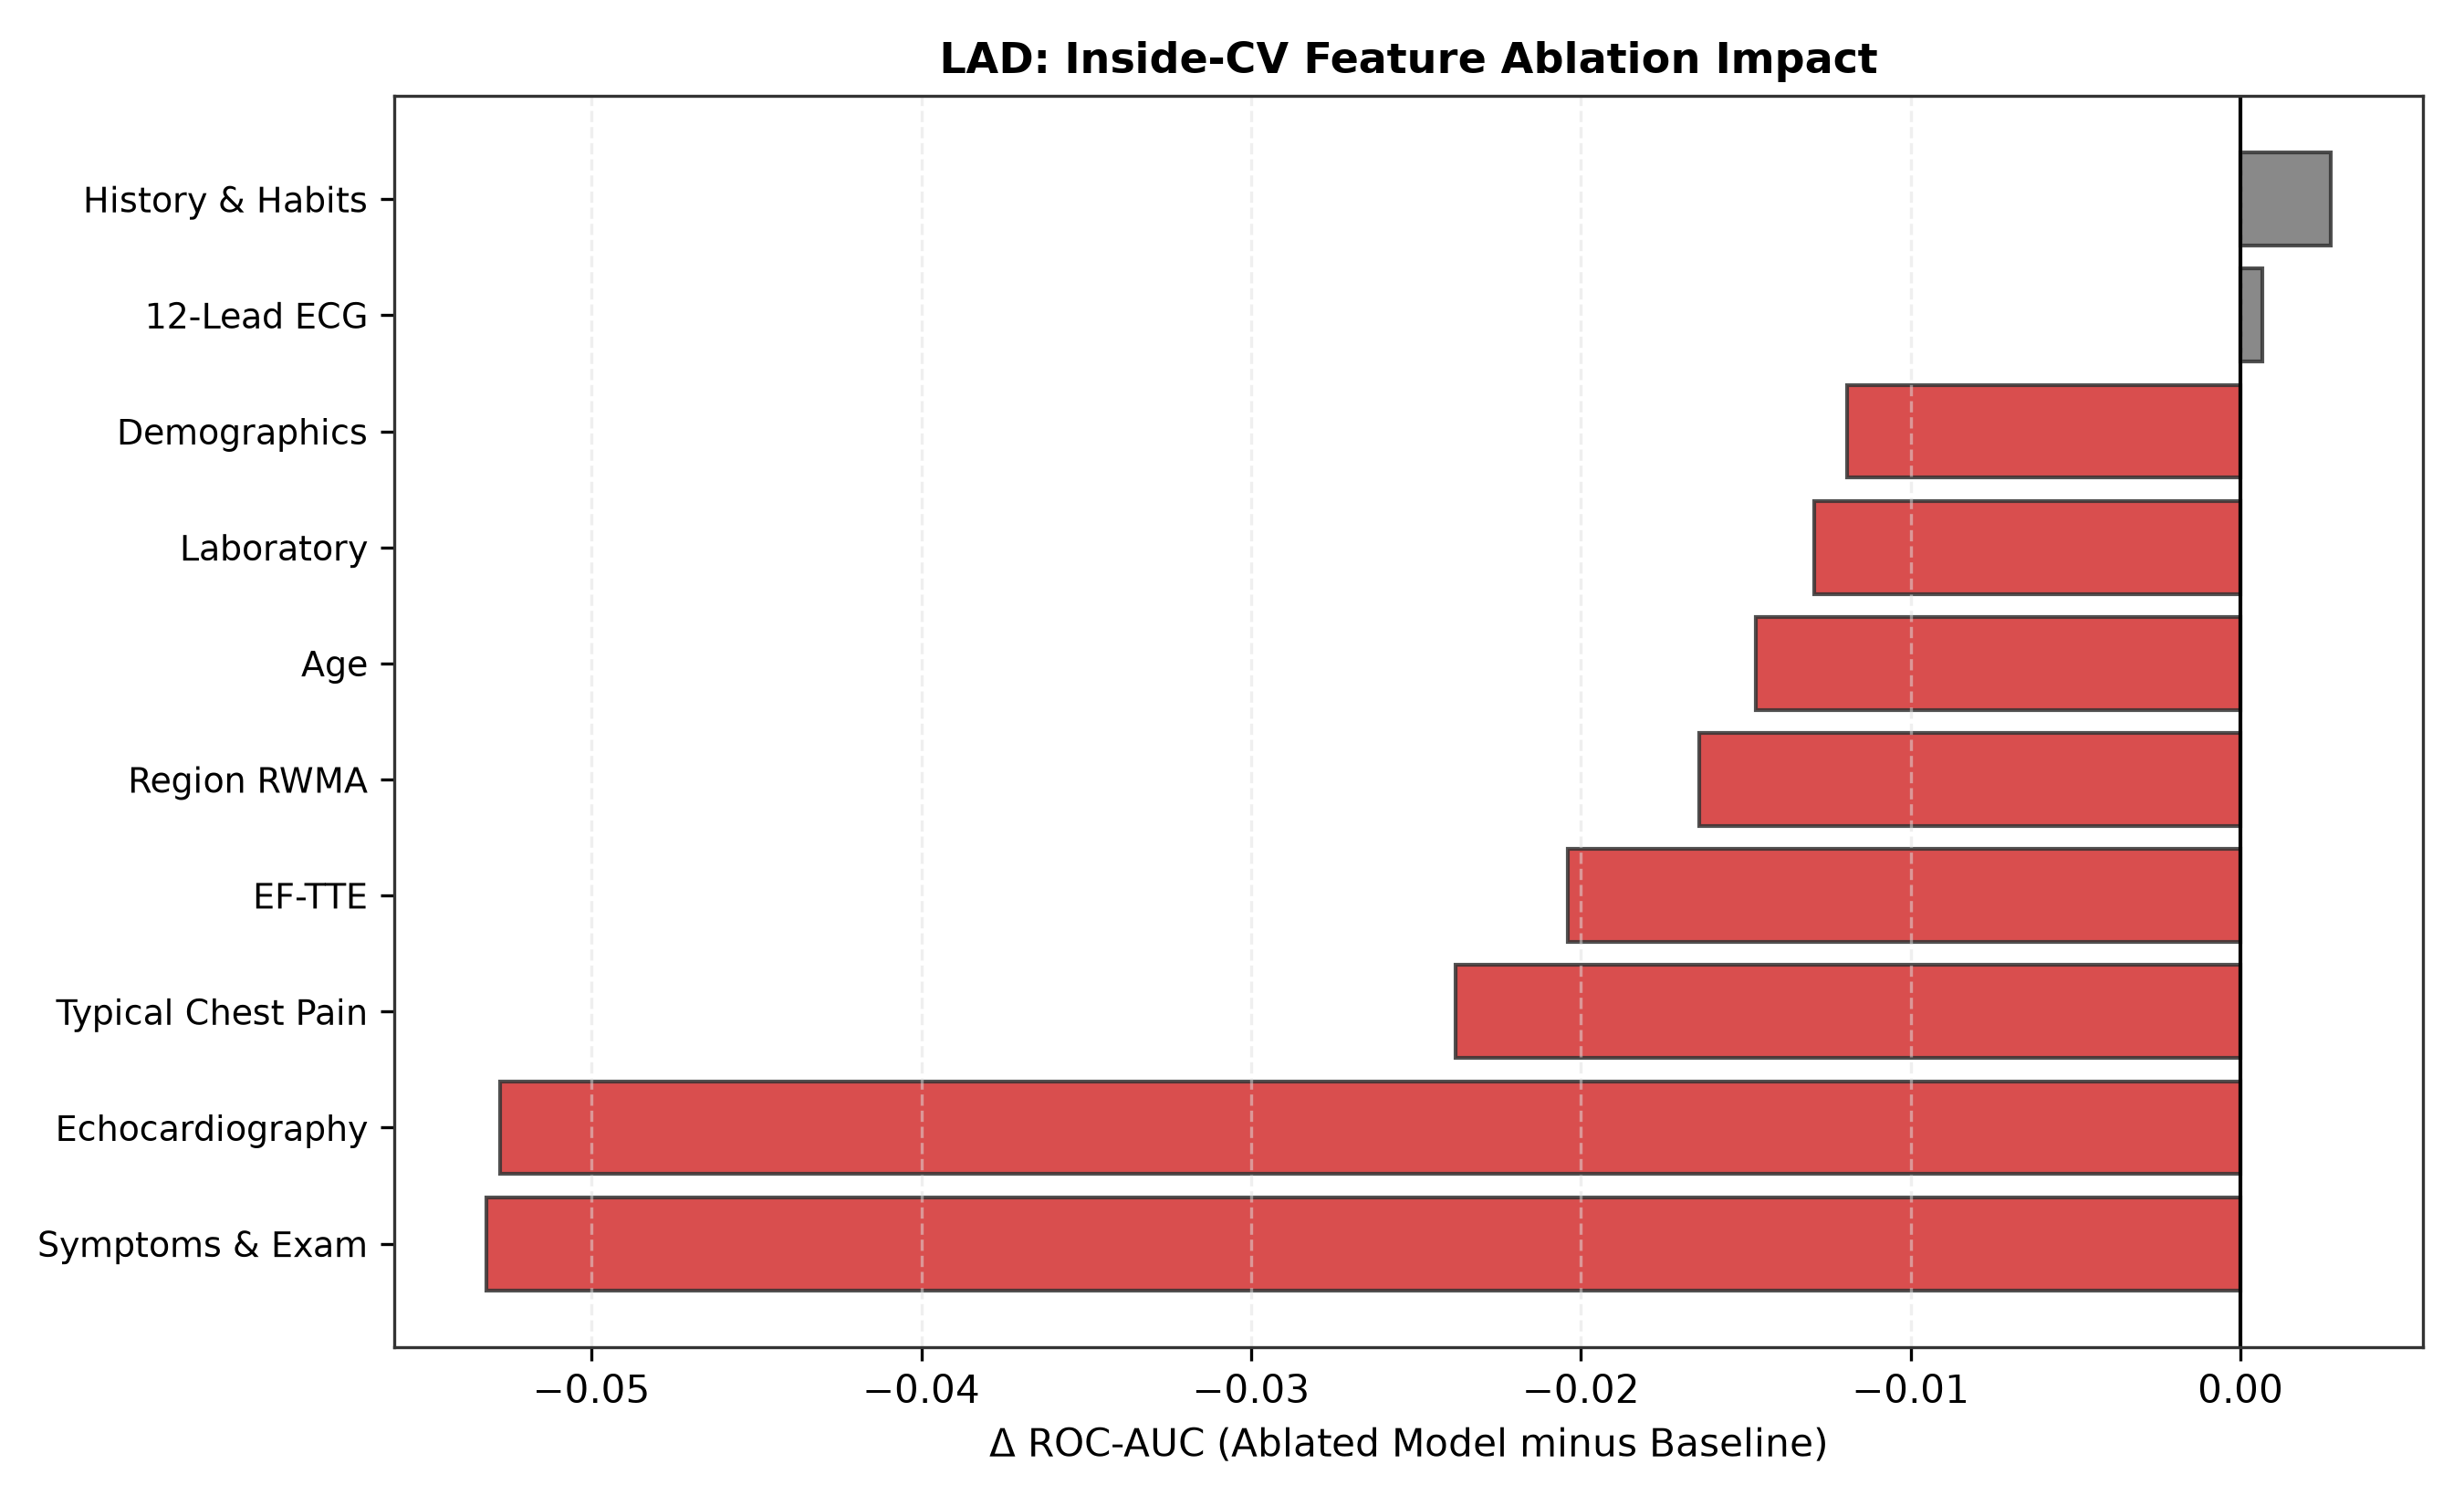 LAD: Inside-CV Feature Ablation Impact
History & Habits
12-Lead ECG
Demographics
Laboratory
Age
Region RWMA
EF-TTE
Typical Chest Pain
Echocardiography
Symptoms & Exam
−0.05 −0.04 −0.03 −0.02 −0.01 0.00
Δ ROC-AUC (Ablated Model minus Baseline)